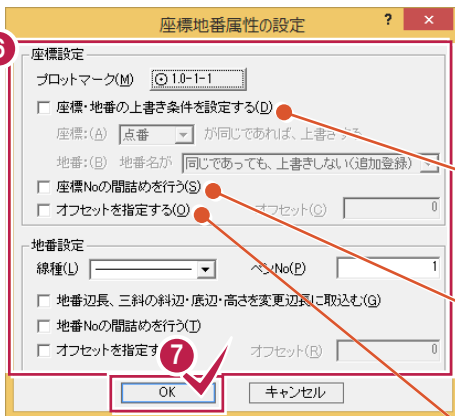 座標地番属性の設定 ? ×
6
座標設定
プロットマーク(M) 1.0-1-1
座標・地番の上書き条件を設定する(D)
座標:(A) 点番 が同じであれば、上書きする
地番:(B) 地番名が 同じであっても、上書きしない(追加登録)
座標Noの間詰めを行う(S)
オフセットを指定する(O) オフセット(C) 0
地番設定
線種(L) ペンNo(P) 1
地番辺長、三斜の斜辺・底辺・高さを変更辺長に取込む(G)
地番Noの間詰めを行う(T)
オフセットを指定す オフセット(R) 0
7
OK キャンセル